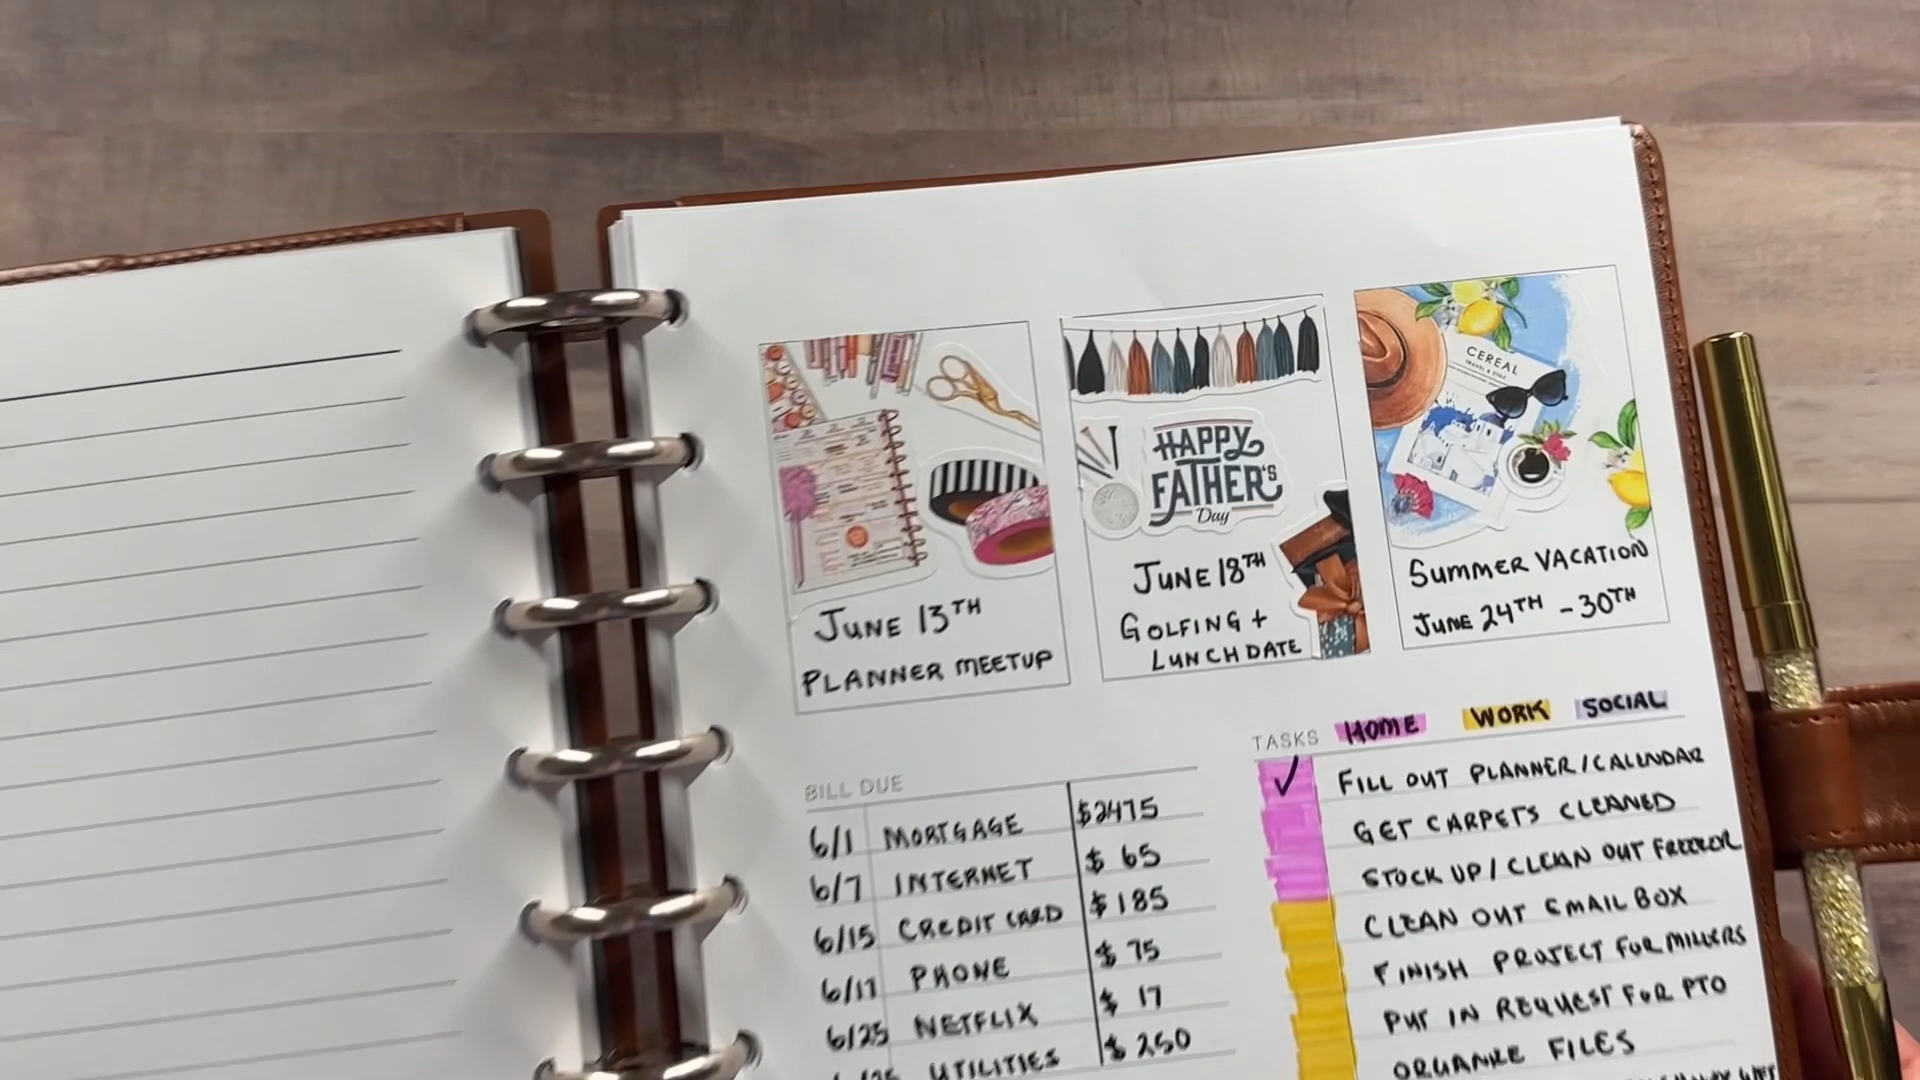 CEREAL
HAPPY
FATHER'S
Day
JUNE 13TH
PLANNER MEETUP
JUNE 18TH
GOLFING +
LUNCH DATE
SUMMER VACATION
JUNE 24TH - 30TH
BILL DUE
6/1 MORTGAGE $2475
6/7 INTERNET $ 65
6/15 CREDIT CARD $ 185
6/17 PHONE $ 75
6/25 NETFLIX $ 17
UTILITIES $ 250
TASKS HOME WORK SOCIAL
✓ FILL OUT PLANNER/CALENDAR
GET CARPETS CLEANED
STOCK UP / CLEAN OUT FREEZER
CLEAN OUT EMAIL BOX
FINISH PROJECT FOR MILLERS
PUT IN REQUEST FOR PTO
ORGANIZE FILES